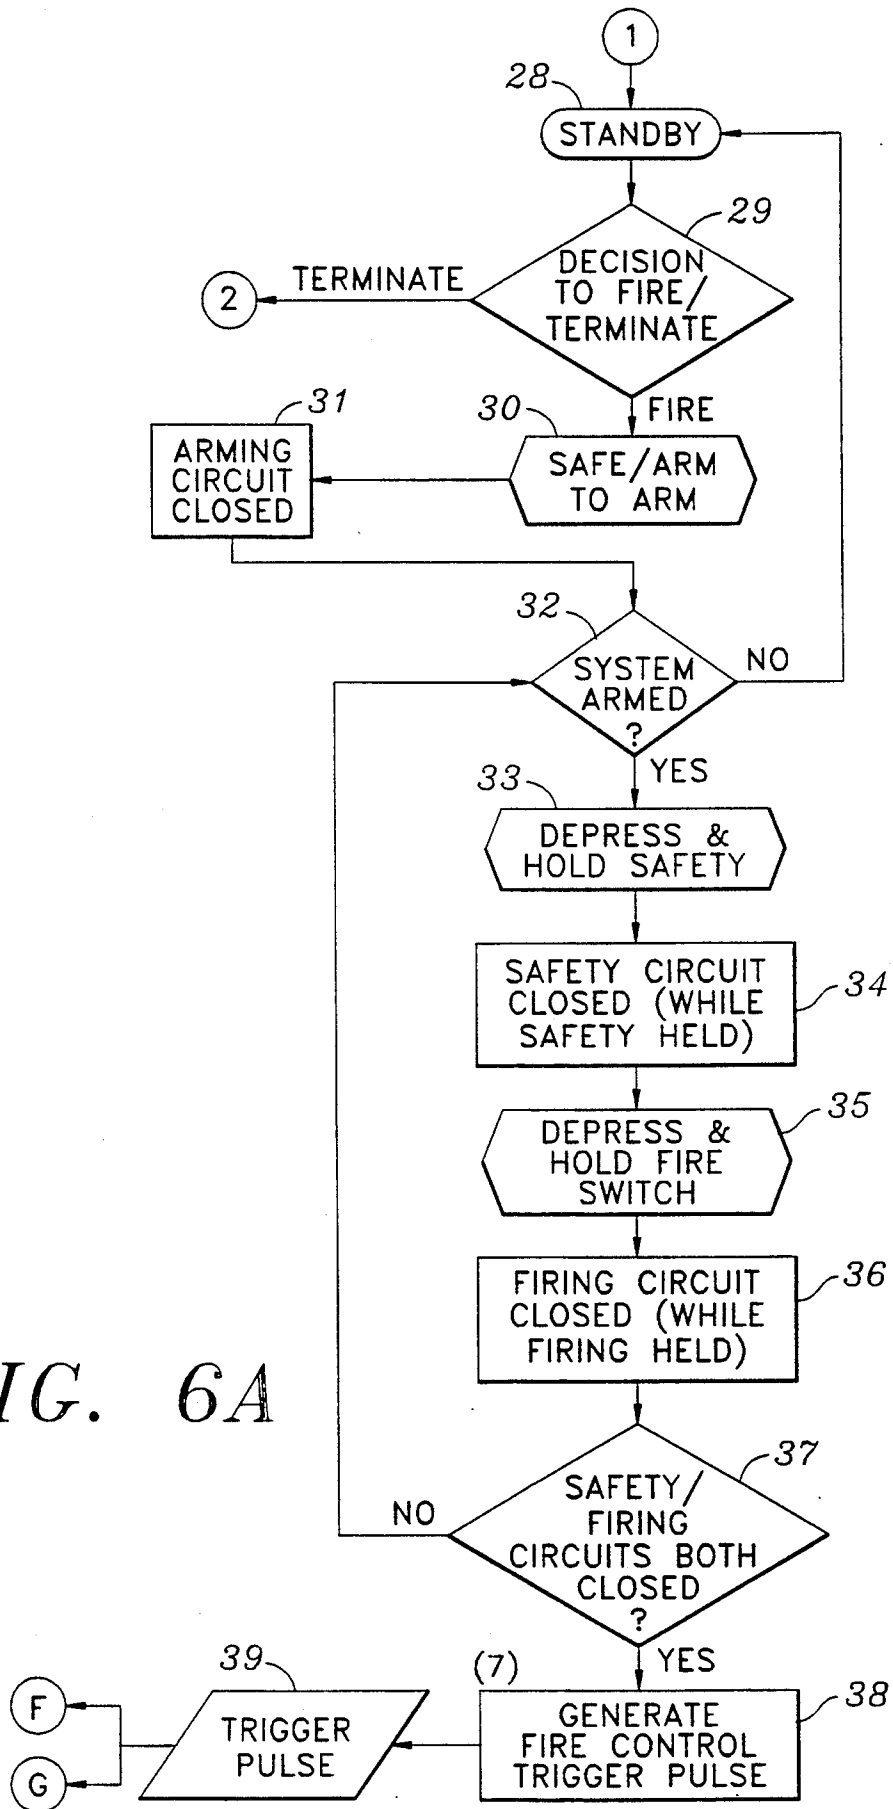 1
28
STANDBY
29
DECISION
TO FIRE/
TERMINATE
TERMINATE
2
FIRE
30
SAFE/ARM
TO ARM
31
ARMING
CIRCUIT
CLOSED
32
SYSTEM
ARMED
?
NO
YES
33
DEPRESS &
HOLD SAFETY
SAFETY CIRCUIT
CLOSED (WHILE
SAFETY HELD)
34
35
DEPRESS &
HOLD FIRE
SWITCH
FIRING CIRCUIT
CLOSED (WHILE
FIRING HELD)
36
IG. 6A
37
SAFETY/
FIRING
CIRCUITS BOTH
CLOSED
?
NO
YES
(7)
GENERATE
FIRE CONTROL
TRIGGER PULSE
38
39
TRIGGER
PULSE
F
G